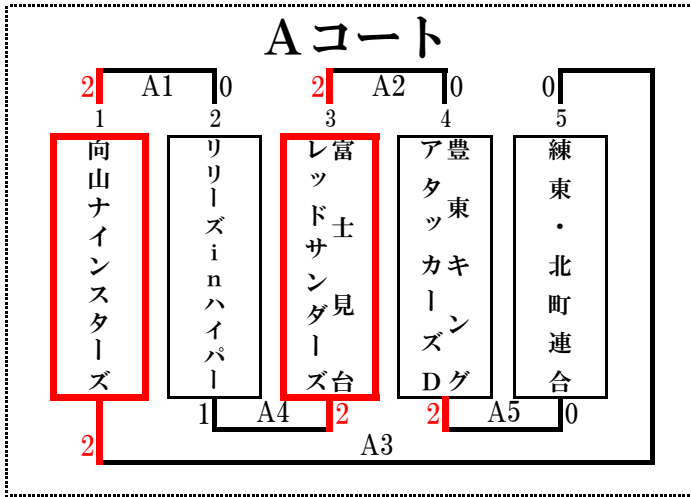 Aコート
2 A1 0 2 A2 0 0
1 2 3 4 5
向山ナインスターズ
リリーズinハイパー
富士見台
レッドサンダーズ
豊東キング
アタッカーズD
練東・北町連合
1 A4 2 2 A5 0
2 A3